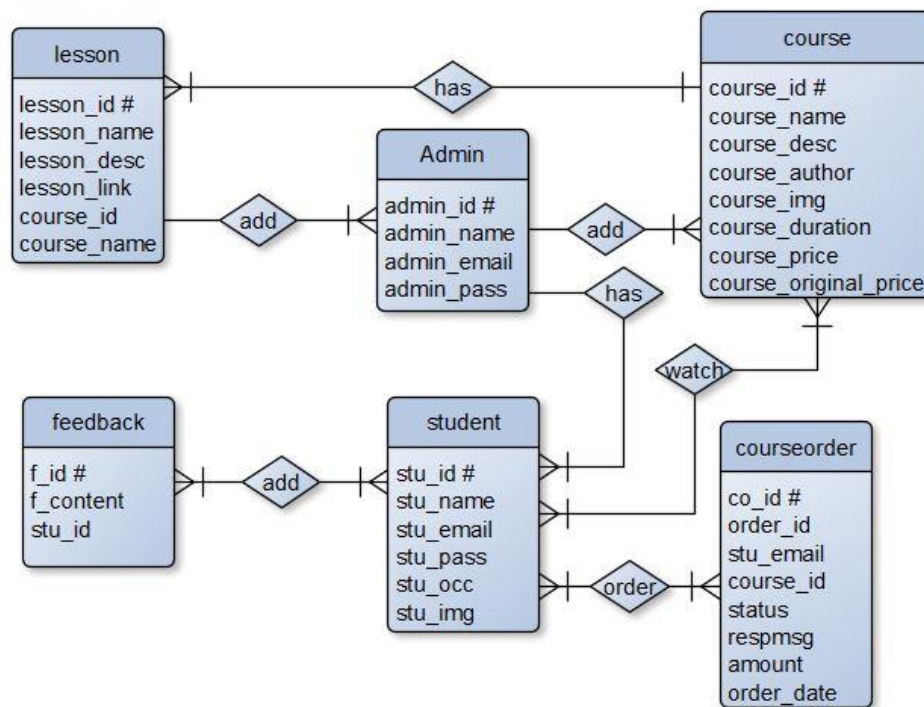 lesson
lesson_id #
lesson_name
lesson_desc
lesson_link
course_id
course_name
has
course
course_id #
course_name
course_desc
course_author
course_img
course_duration
course_price
course_original_price
Admin
admin_id #
admin_name
admin_email
admin_pass
add
add
has
watch
feedback
f_id #
f_content
stu_id
add
student
stu_id #
stu_name
stu_email
stu_pass
stu_occ
stu_img
order
courseorder
co_id #
order_id
stu_email
course_id
status
respmsg
amount
order_date